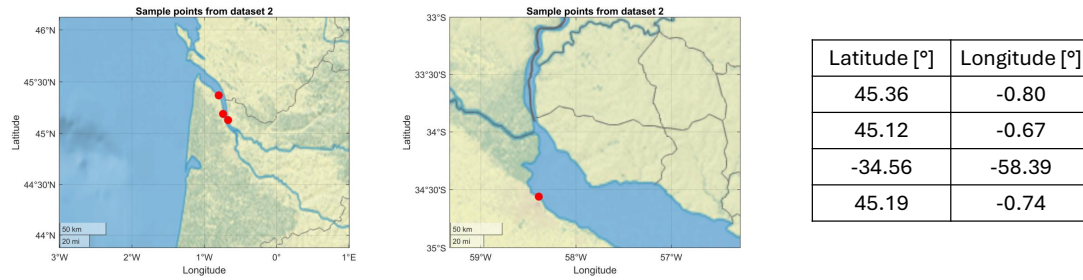 Sample points from dataset 2
46°N
45°30'N
45°N
44°30'N
44°N
Latitude
50 km
20 mi
3°W
2°W
1°W
0°
1°E
Longitude
Sample points from dataset 2
33°S
33°30'S
34°S
34°30'S
35°S
Latitude
50 km
20 mi
59°W
58°W
57°W
Longitude
Latitude [°] Longitude [°]
45.36 -0.80
45.12 -0.67
-34.56 -58.39
45.19 -0.74